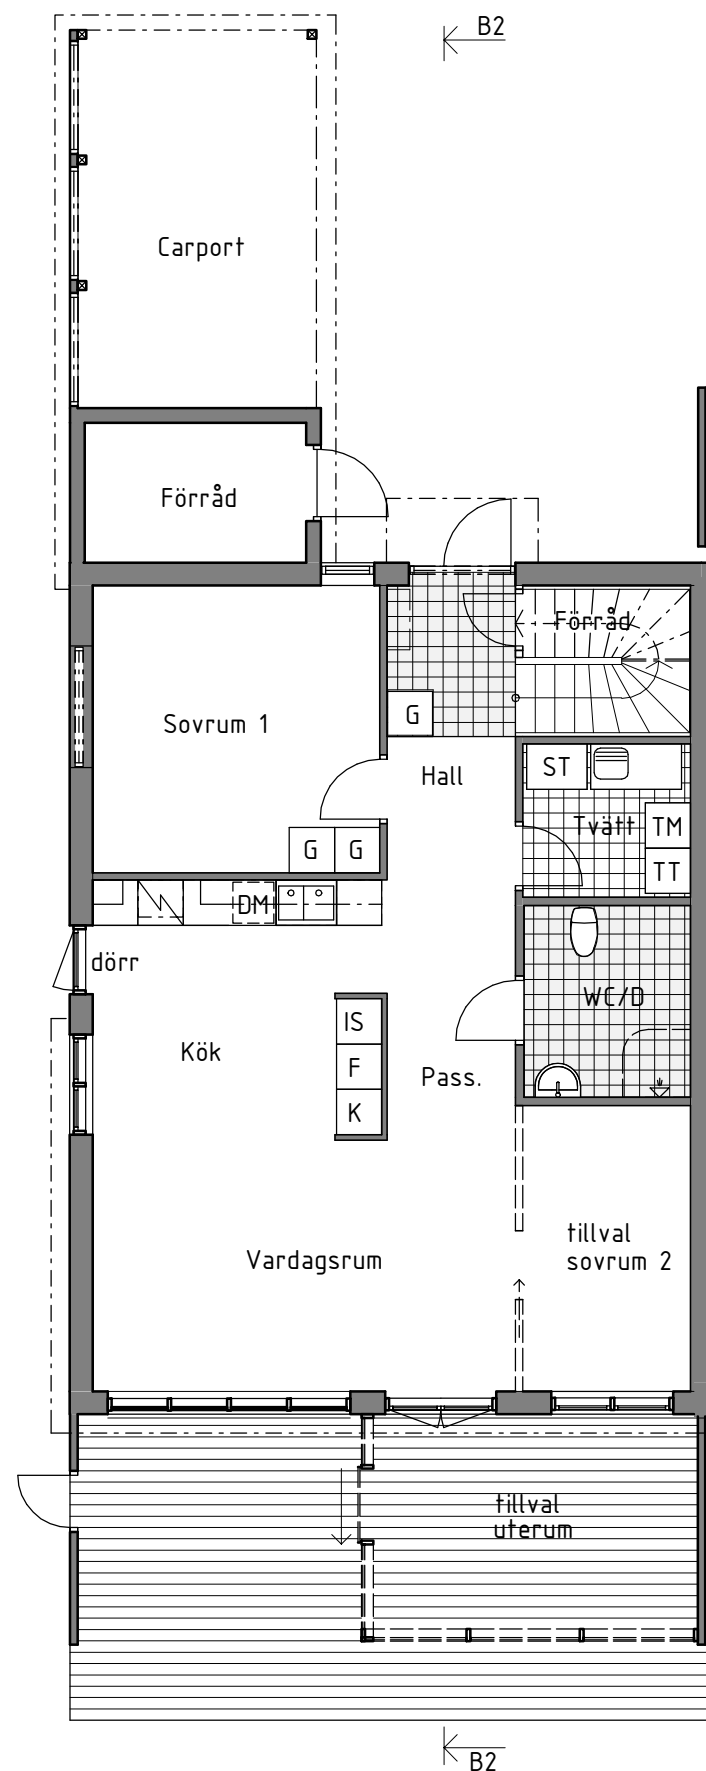 B2
Carport
Förråd
Förråd
Sovrum 1
G
Hall
ST
Tvätt
TM
G
G
TT
DM
dörr
WC/D
IS
Kök
F
Pass.
K
tillval
sovrum 2
Vardagsrum
tillval
uterum
B2